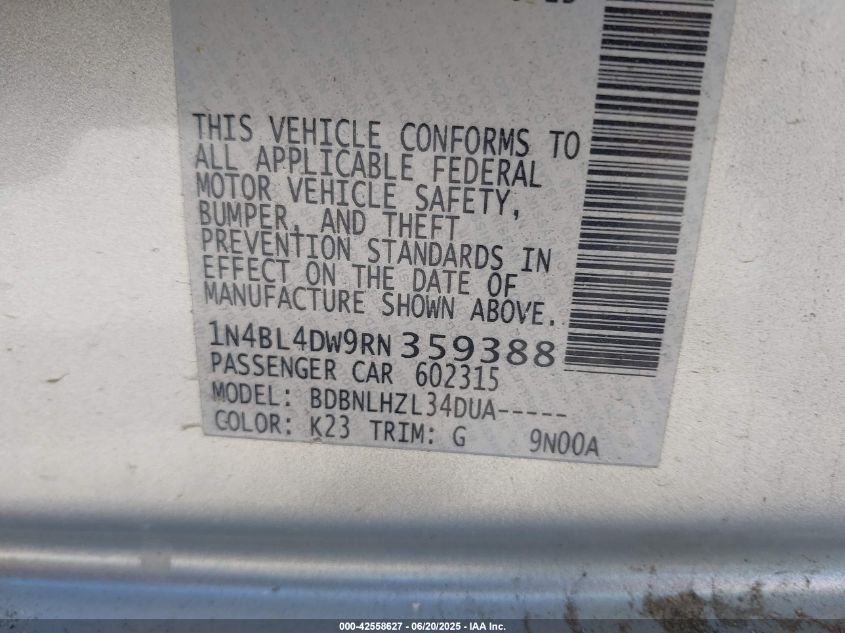 THIS VEHICLE CONFORMS TO
ALL APPLICABLE FEDERAL
MOTOR VEHICLE SAFETY,
BUMPER, AND THEFT
PREVENTION STANDARDS IN
EFFECT ON THE DATE OF
MANUFACTURE SHOWN ABOVE.
1N4BL4DW9RN359388
PASSENGER CAR 602315
MODEL: BDBNLHZL34DUA-----
COLOR: K23 TRIM: G 9N00A
000-42558627 - 06/20/2025 - IAA Inc.